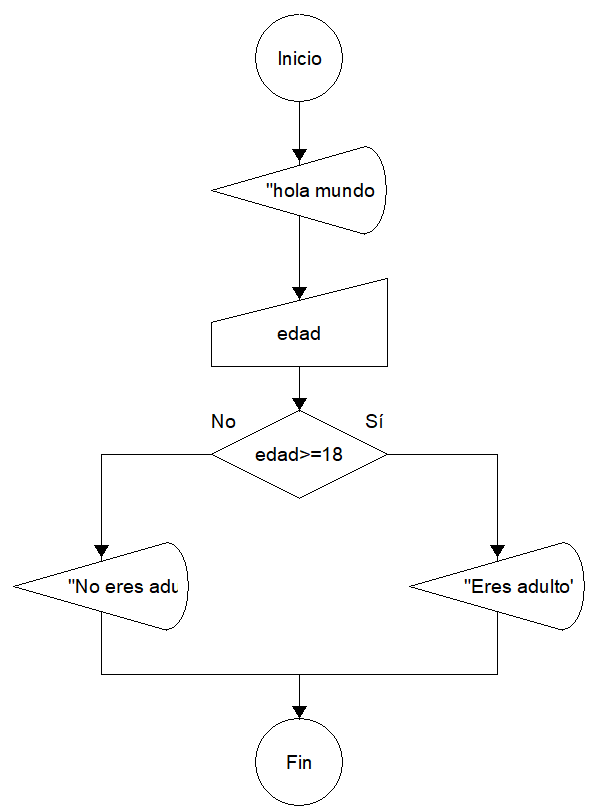 Inicio
"hola mundo
edad
No
Sí
edad>=18
"No eres adu
"Eres adulto"
Fin